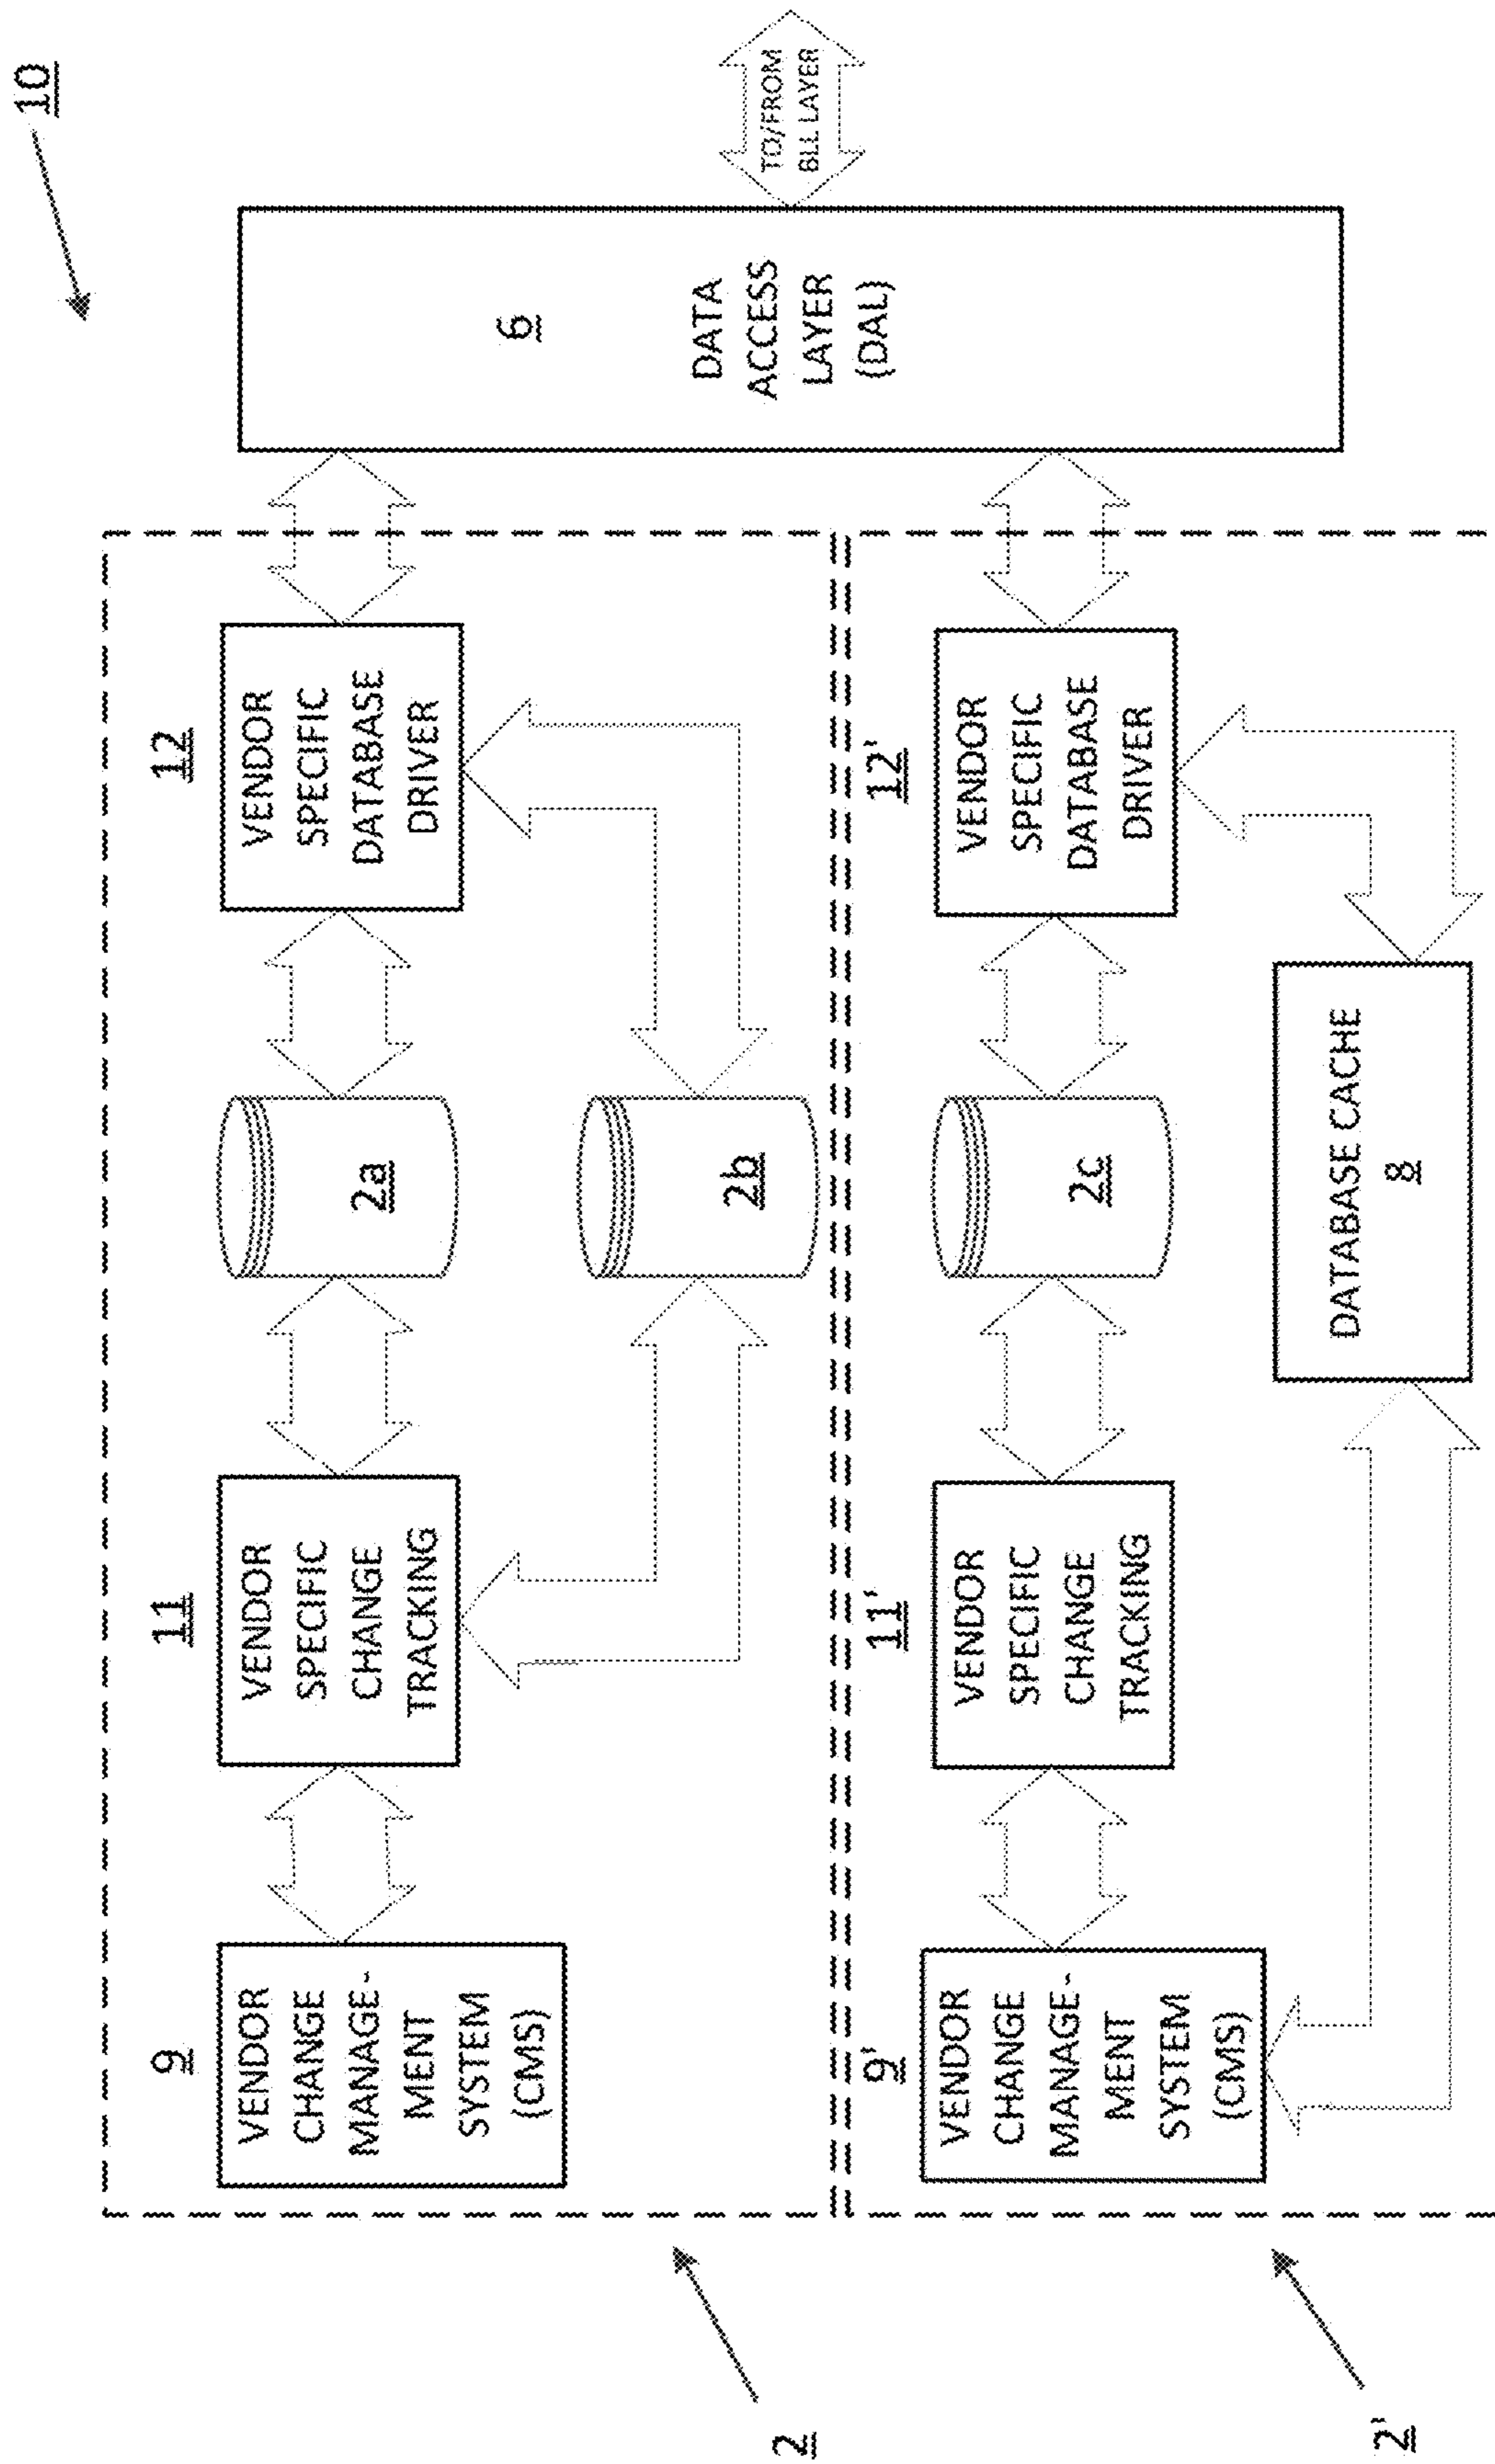 10
TO/FROM
BLL LAYER
6
DATA
ACCESS
LAYER
(DAL)
12
VENDOR
SPECIFIC
DATABASE
DRIVER
12'
VENDOR
SPECIFIC
DATABASE
DRIVER
2a
2b
2c
DATABASE CACHE
8
11
VENDOR
SPECIFIC
CHANGE
TRACKING
11'
VENDOR
SPECIFIC
CHANGE
TRACKING
9
VENDOR
CHANGE
MANAGE-
MENT
SYSTEM
(CMS)
9'
VENDOR
CHANGE
MANAGE-
MENT
SYSTEM
(CMS)
2
2'